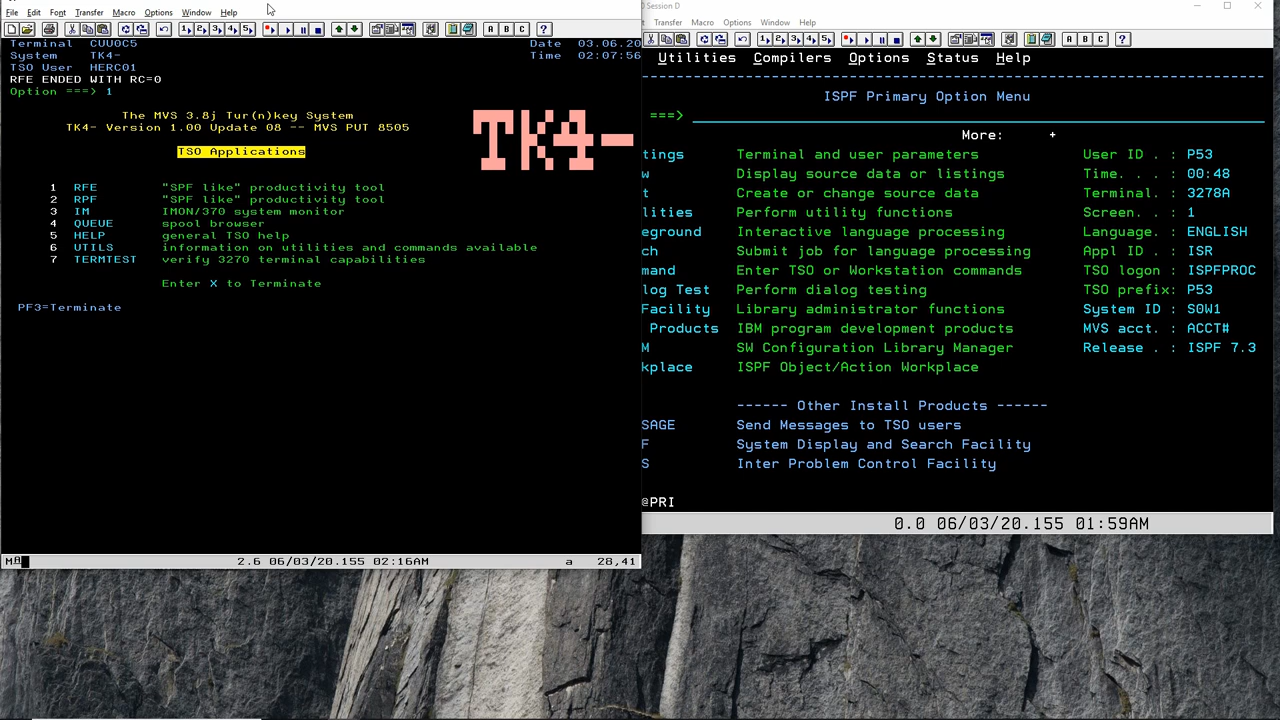 File Edit Font Transfer Macro Options Window Help
Terminal CUU0C5 Date 03.06.20
System TK4- Time 02:07:56
TSO User HERC01
RFE ENDED WITH RC=0
Option ===> 1
The MVS 3.8j Tur(n)key System
TK4- Version 1.00 Update 08 -- MVS PUT 8505
TK4-
TSO Applications
1 RFE "SPF like" productivity tool
2 RPF "SPF like" productivity tool
3 IM IMON/370 system monitor
4 QUEUE spool browser
5 HELP general TSO help
6 UTILS information on utilities and commands available
7 TERMTEST verify 3270 terminal capabilities
Enter X to Terminate
PF3=Terminate
2.6 06/03/20.155 02:16AM a 28,41
Session D
t Transfer Macro Options Window Help
Utilities Compilers Options Status Help
ISPF Primary Option Menu
===>
More: +
tings Terminal and user parameters User ID . : P53
w Display source data or listings Time. . . : 00:48
t Create or change source data Terminal. : 3278A
lities Perform utility functions Screen. . : 1
eground Interactive language processing Language. : ENGLISH
ch Submit job for language processing Appl ID . : ISR
mand Enter TSO or Workstation commands TSO logon : ISPFPROC
log Test Perform dialog testing TSO prefix: P53
Facility Library administrator functions System ID : S0W1
Products IBM program development products MVS acct. : ACCT#
M SW Configuration Library Manager Release . : ISPF 7.3
kplace ISPF Object/Action Workplace
------ Other Install Products ------
SAGE Send Messages to TSO users
F System Display and Search Facility
S Inter Problem Control Facility
@PRI
0.0 06/03/20.155 01:59AM